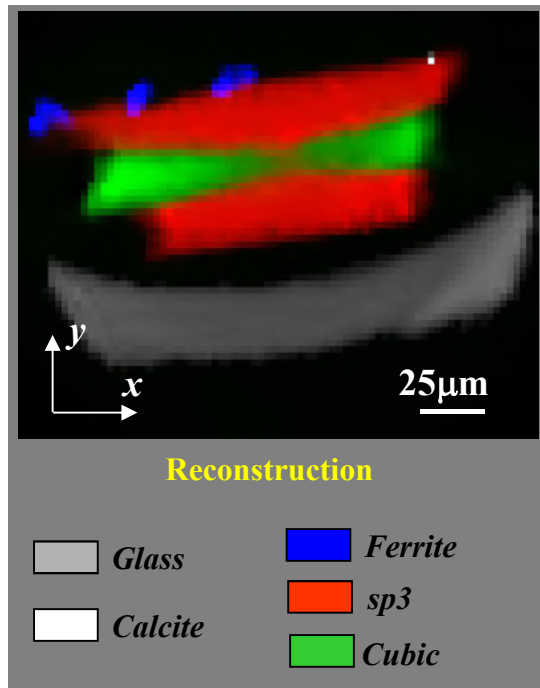 y
x
25μm
Reconstruction
Glass
Calcite
Ferrite
sp3
Cubic